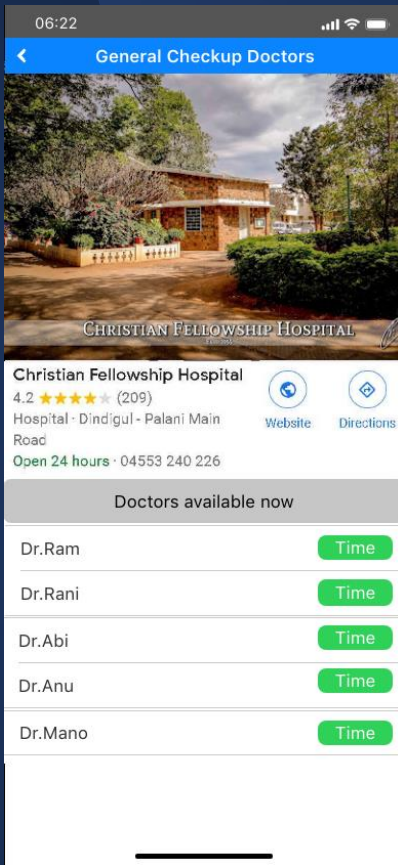 06:22
General Checkup Doctors
CHRISTIAN FELLOWSHIP HOSPITAL
Christian Fellowship Hospital
4.2 (209)
Hospital · Dindigul - Palani Main
Road
Open 24 hours · 04553 240 226
Website
Directions
Doctors available now
Dr.Ram Time
Dr.Rani Time
Dr.Abi Time
Dr.Anu Time
Dr.Mano Time